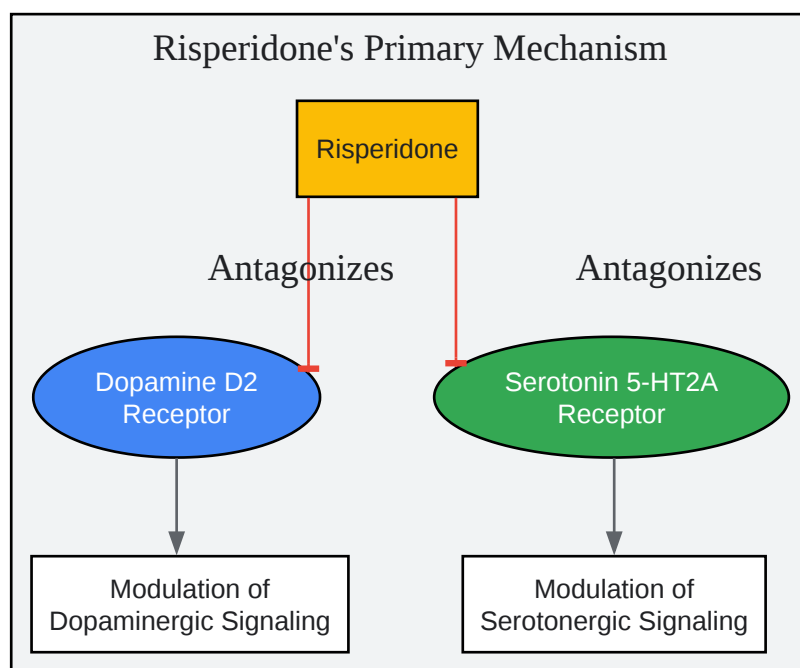 Risperidone's Primary Mechanism
Risperidone
Antagonizes
Antagonizes
Dopamine D2
Receptor
Serotonin 5-HT2A
Receptor
Modulation of
Dopaminergic Signaling
Modulation of
Serotonergic Signaling